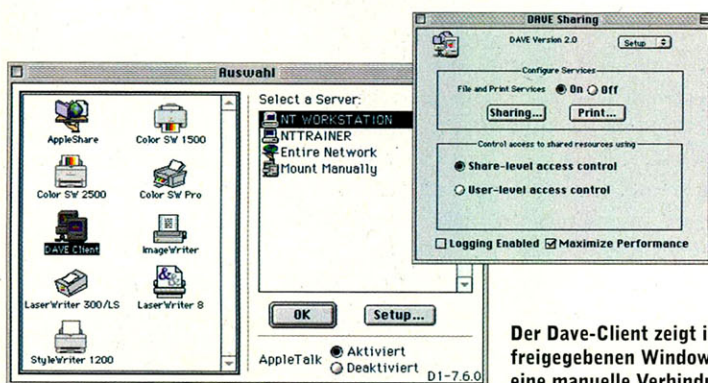 DAVE Sharing
DAVE Version 2.0
Setup
Configure Services
File and Print Services On Off
Sharing... Print...
Control access to shared resources using
Share-level access control
User-level access control
Logging Enabled Maximize Performance
Auswahl
AppleShare
Color SW 1500
Color SW 2500
Color SW Pro
DAVE Client
ImageWriter
LaserWriter 300/LS
LaserWriter 8
StyleWriter 1200
Select a Server:
NT WORKSTATION
NTTRAINER
Entire Network
Mount Manually
OK Setup...
AppleTalk Aktiviert
Deaktiviert
D1-7.6.0
Der Dave-Client zeigt i
freigegebenen Window
eine manuelle Verbind